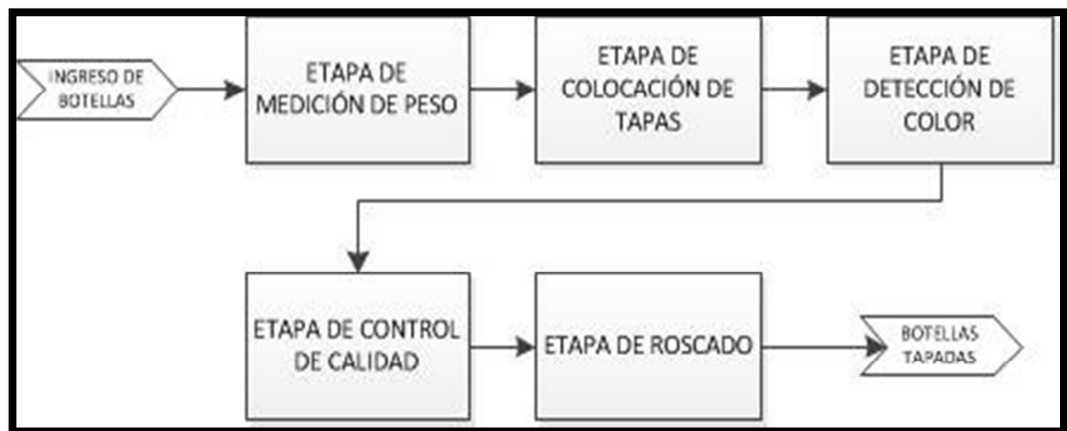 INGRESO DE
BOTELLAS
ETAPA DE
MEDICIÓN DE PESO
ETAPA DE
COLOCACIÓN DE
TAPAS
ETAPA DE
DETECCIÓN DE
COLOR
ETAPA DE CONTROL
DE CALIDAD
ETAPA DE ROSCADO
BOTELLAS
TAPADAS